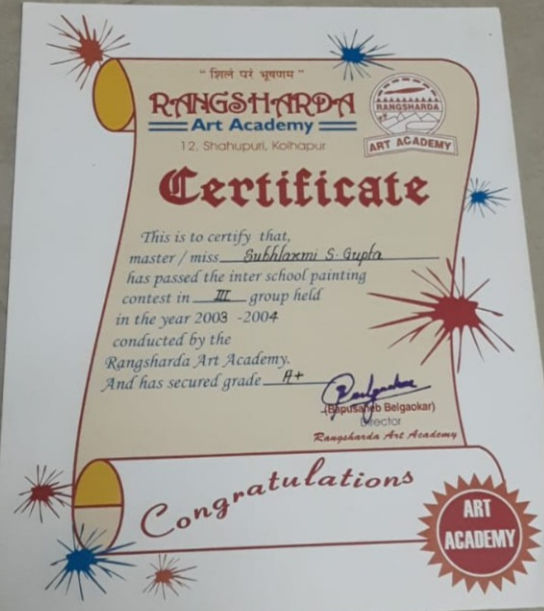 " शिलं परं भूषणम "
RANGSHARDA
Art Academy
12, Shahupuri, Kolhapur
RANGSHARDA
ART ACADEMY
Certificate
This is to certify that,
master / miss Subhlaxmi S. Gupta
has passed the inter school painting
contest in III group held
in the year 2003 -2004
conducted by the
Rangsharda Art Academy.
And has secured grade A+
(Bapusaheb Belgaokar)
Director
Rangsharda Art Academy
Congratulations
ART
ACADEMY